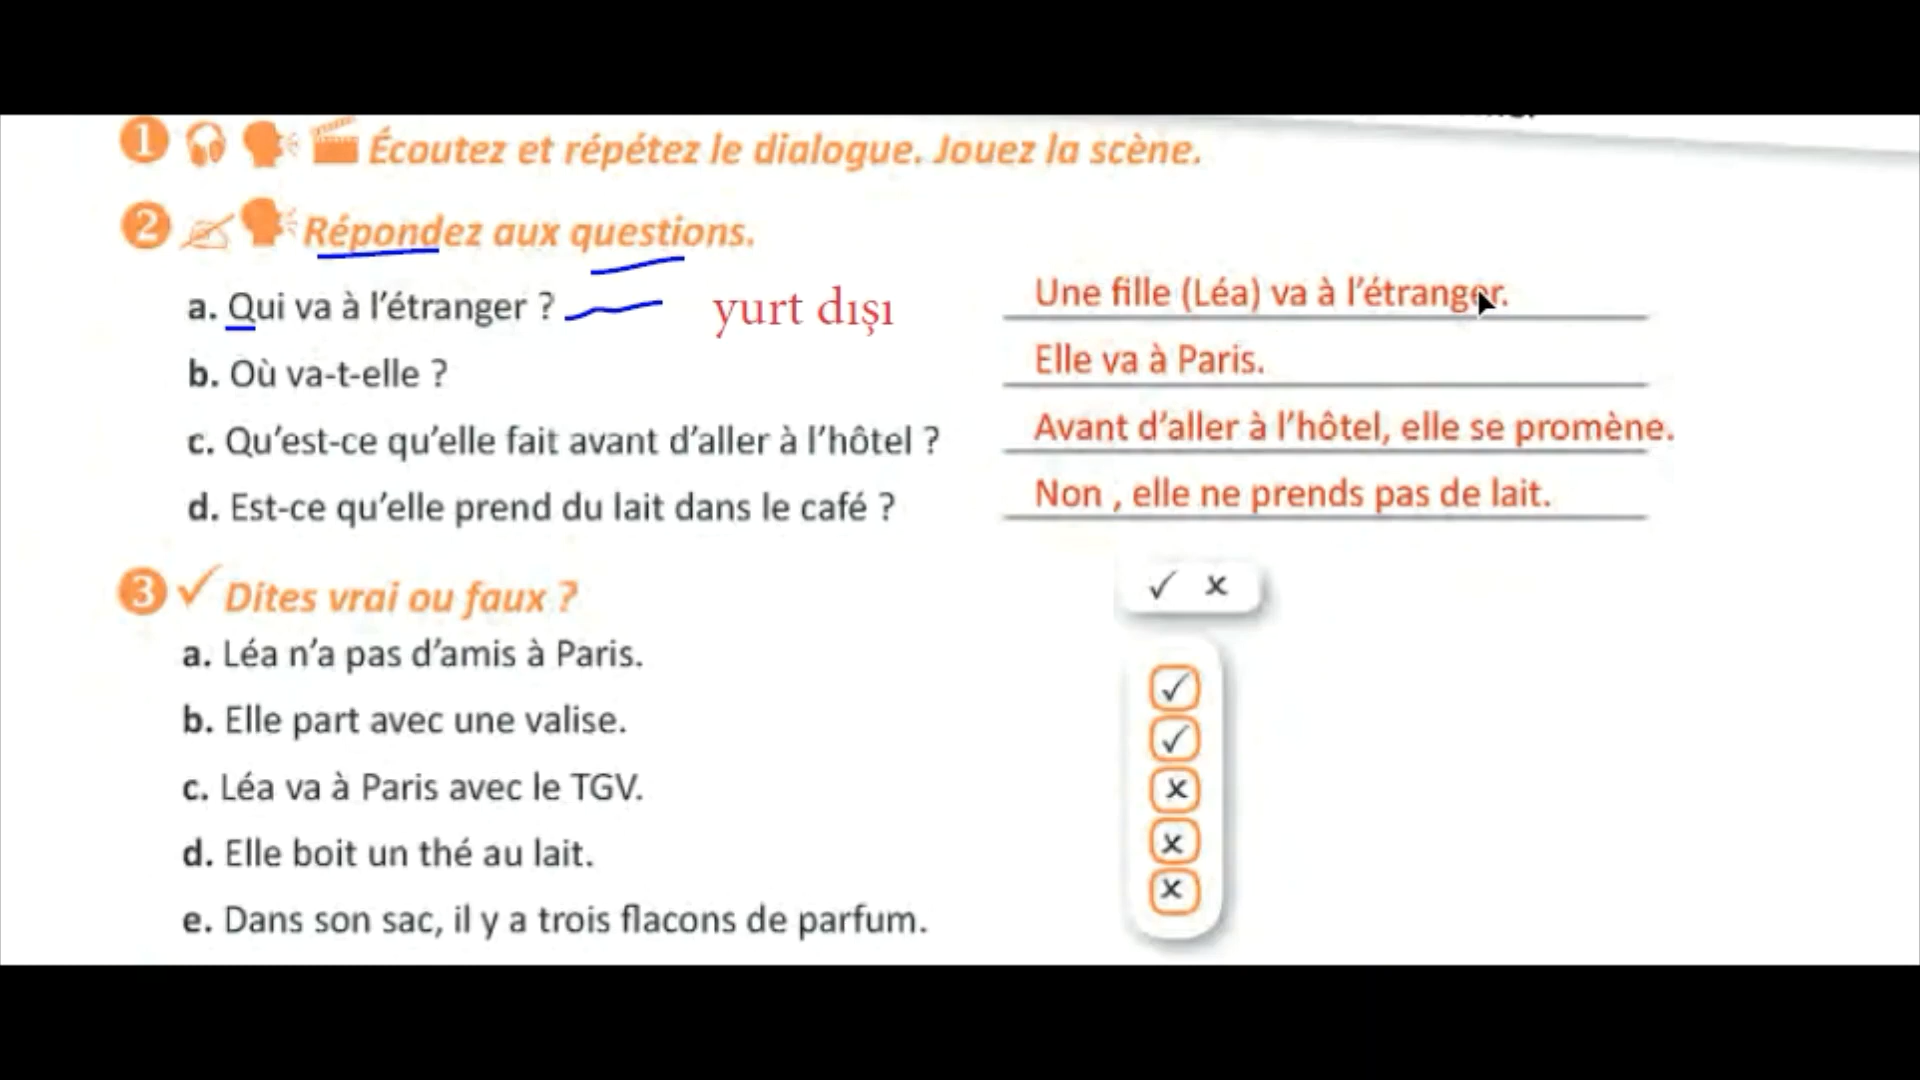 1 Écoutez et répétez le dialogue. Jouez la scène.
2 Répondez aux questions.
a. Qui va à l'étranger ? yurt dışı Une fille (Léa) va à l'étranger.
b. Où va-t-elle ? Elle va à Paris.
c. Qu'est-ce qu'elle fait avant d'aller à l'hôtel ? Avant d'aller à l'hôtel, elle se promène.
d. Est-ce qu'elle prend du lait dans le café ? Non , elle ne prends pas de lait.
3 ✓ Dites vrai ou faux ?
✓ x
a. Léa n'a pas d'amis à Paris. ✓
b. Elle part avec une valise. ✓
c. Léa va à Paris avec le TGV. x
d. Elle boit un thé au lait. x
e. Dans son sac, il y a trois flacons de parfum. x